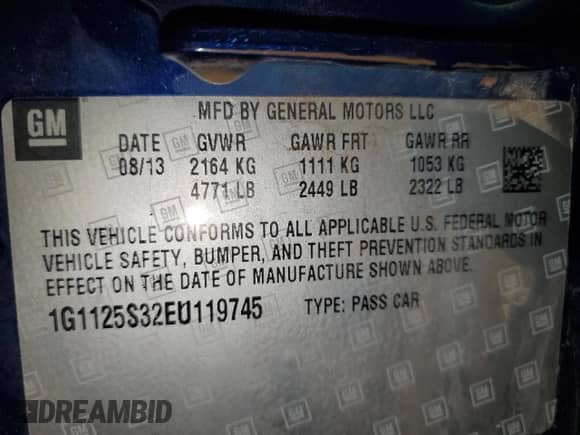 GM
MFD BY GENERAL MOTORS LLC
DATE GVWR GAWR FRT GAWR RR
08/13 2164 KG 1111 KG 1053 KG
4771 LB 2449 LB 2322 LB
THIS VEHICLE CONFORMS TO ALL APPLICABLE U.S. FEDERAL MOTOR
VEHICLE SAFETY, BUMPER, AND THEFT PREVENTION STANDARDS IN
EFFECT ON THE DATE OF MANUFACTURE SHOWN ABOVE.
1G1125S32EU119745 TYPE: PASS CAR
DREAMBID